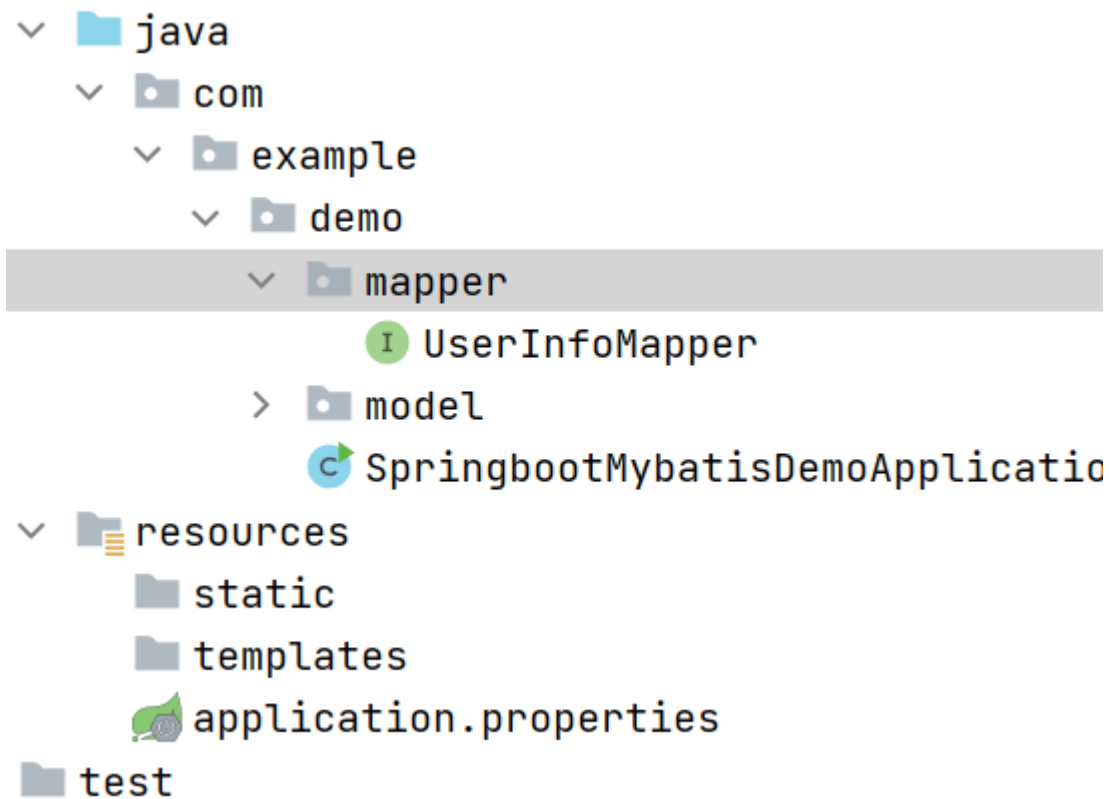 java
com
example
demo
mapper
I UserInfoMapper
model
C SpringbootMybatisDemoApplicatio
resources
static
templates
application.properties
test